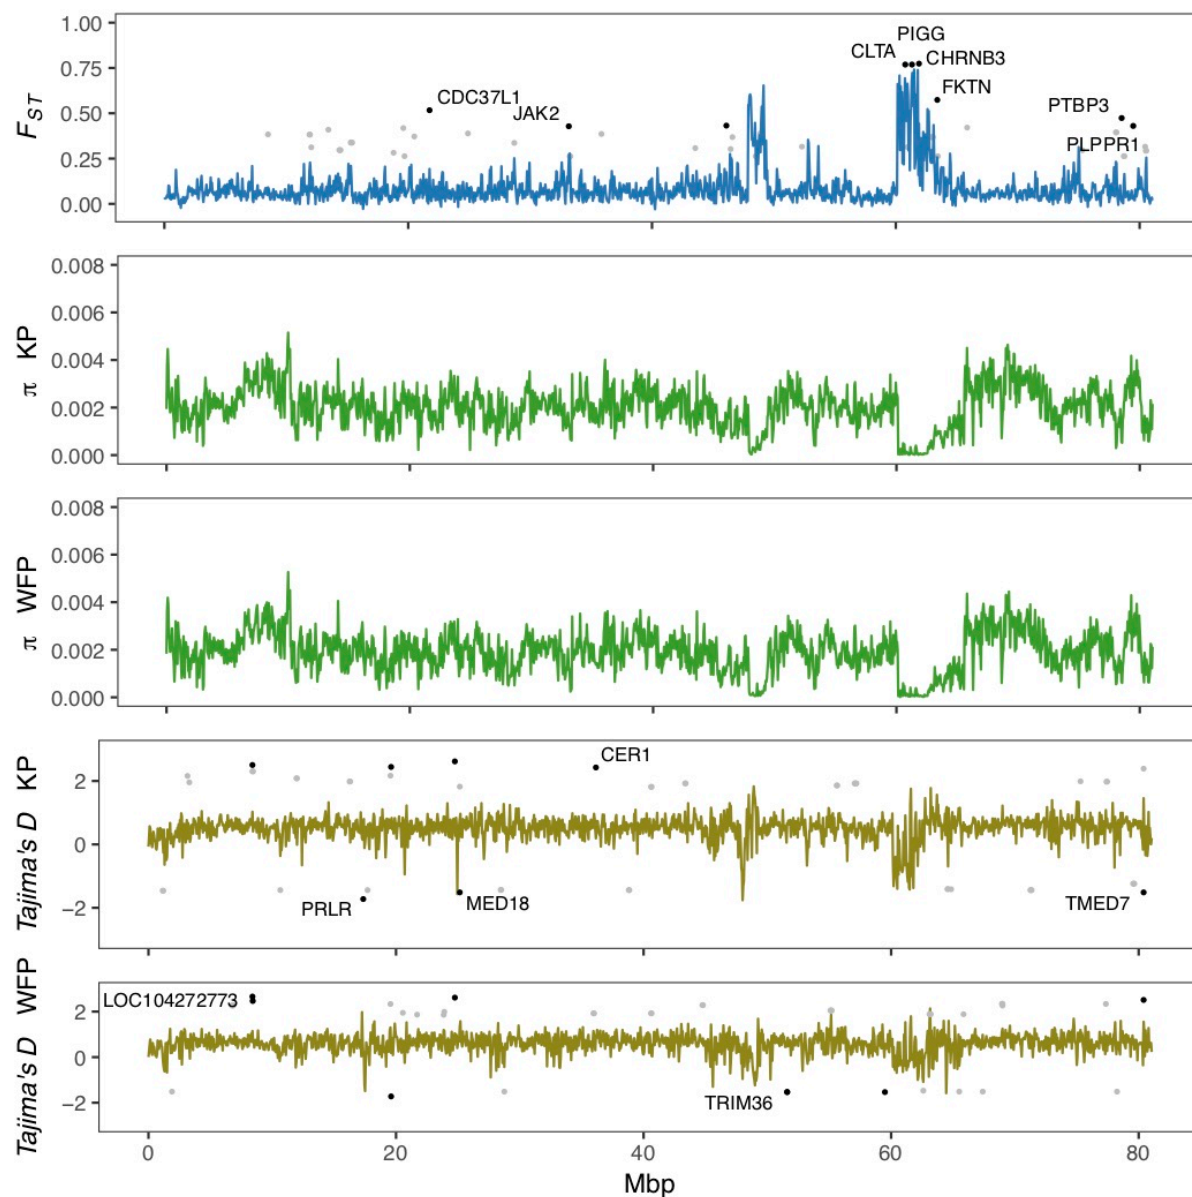 1.00
0.75
0.50
0.25
0.00
FST
PIGG
CLTA
CHRNB3
FKTN
CDC37L1
JAK2
PTBP3
PLPPR1
0.008
0.006
0.004
0.002
0.000
π KP
0.008
0.006
0.004
0.002
0.000
π WFP
2
0
−2
Tajima's D KP
CER1
PRLR
MED18
TMED7
2
0
−2
Tajima's D WFP
LOC104272773
TRIM36
0 20 40 60 80
Mbp